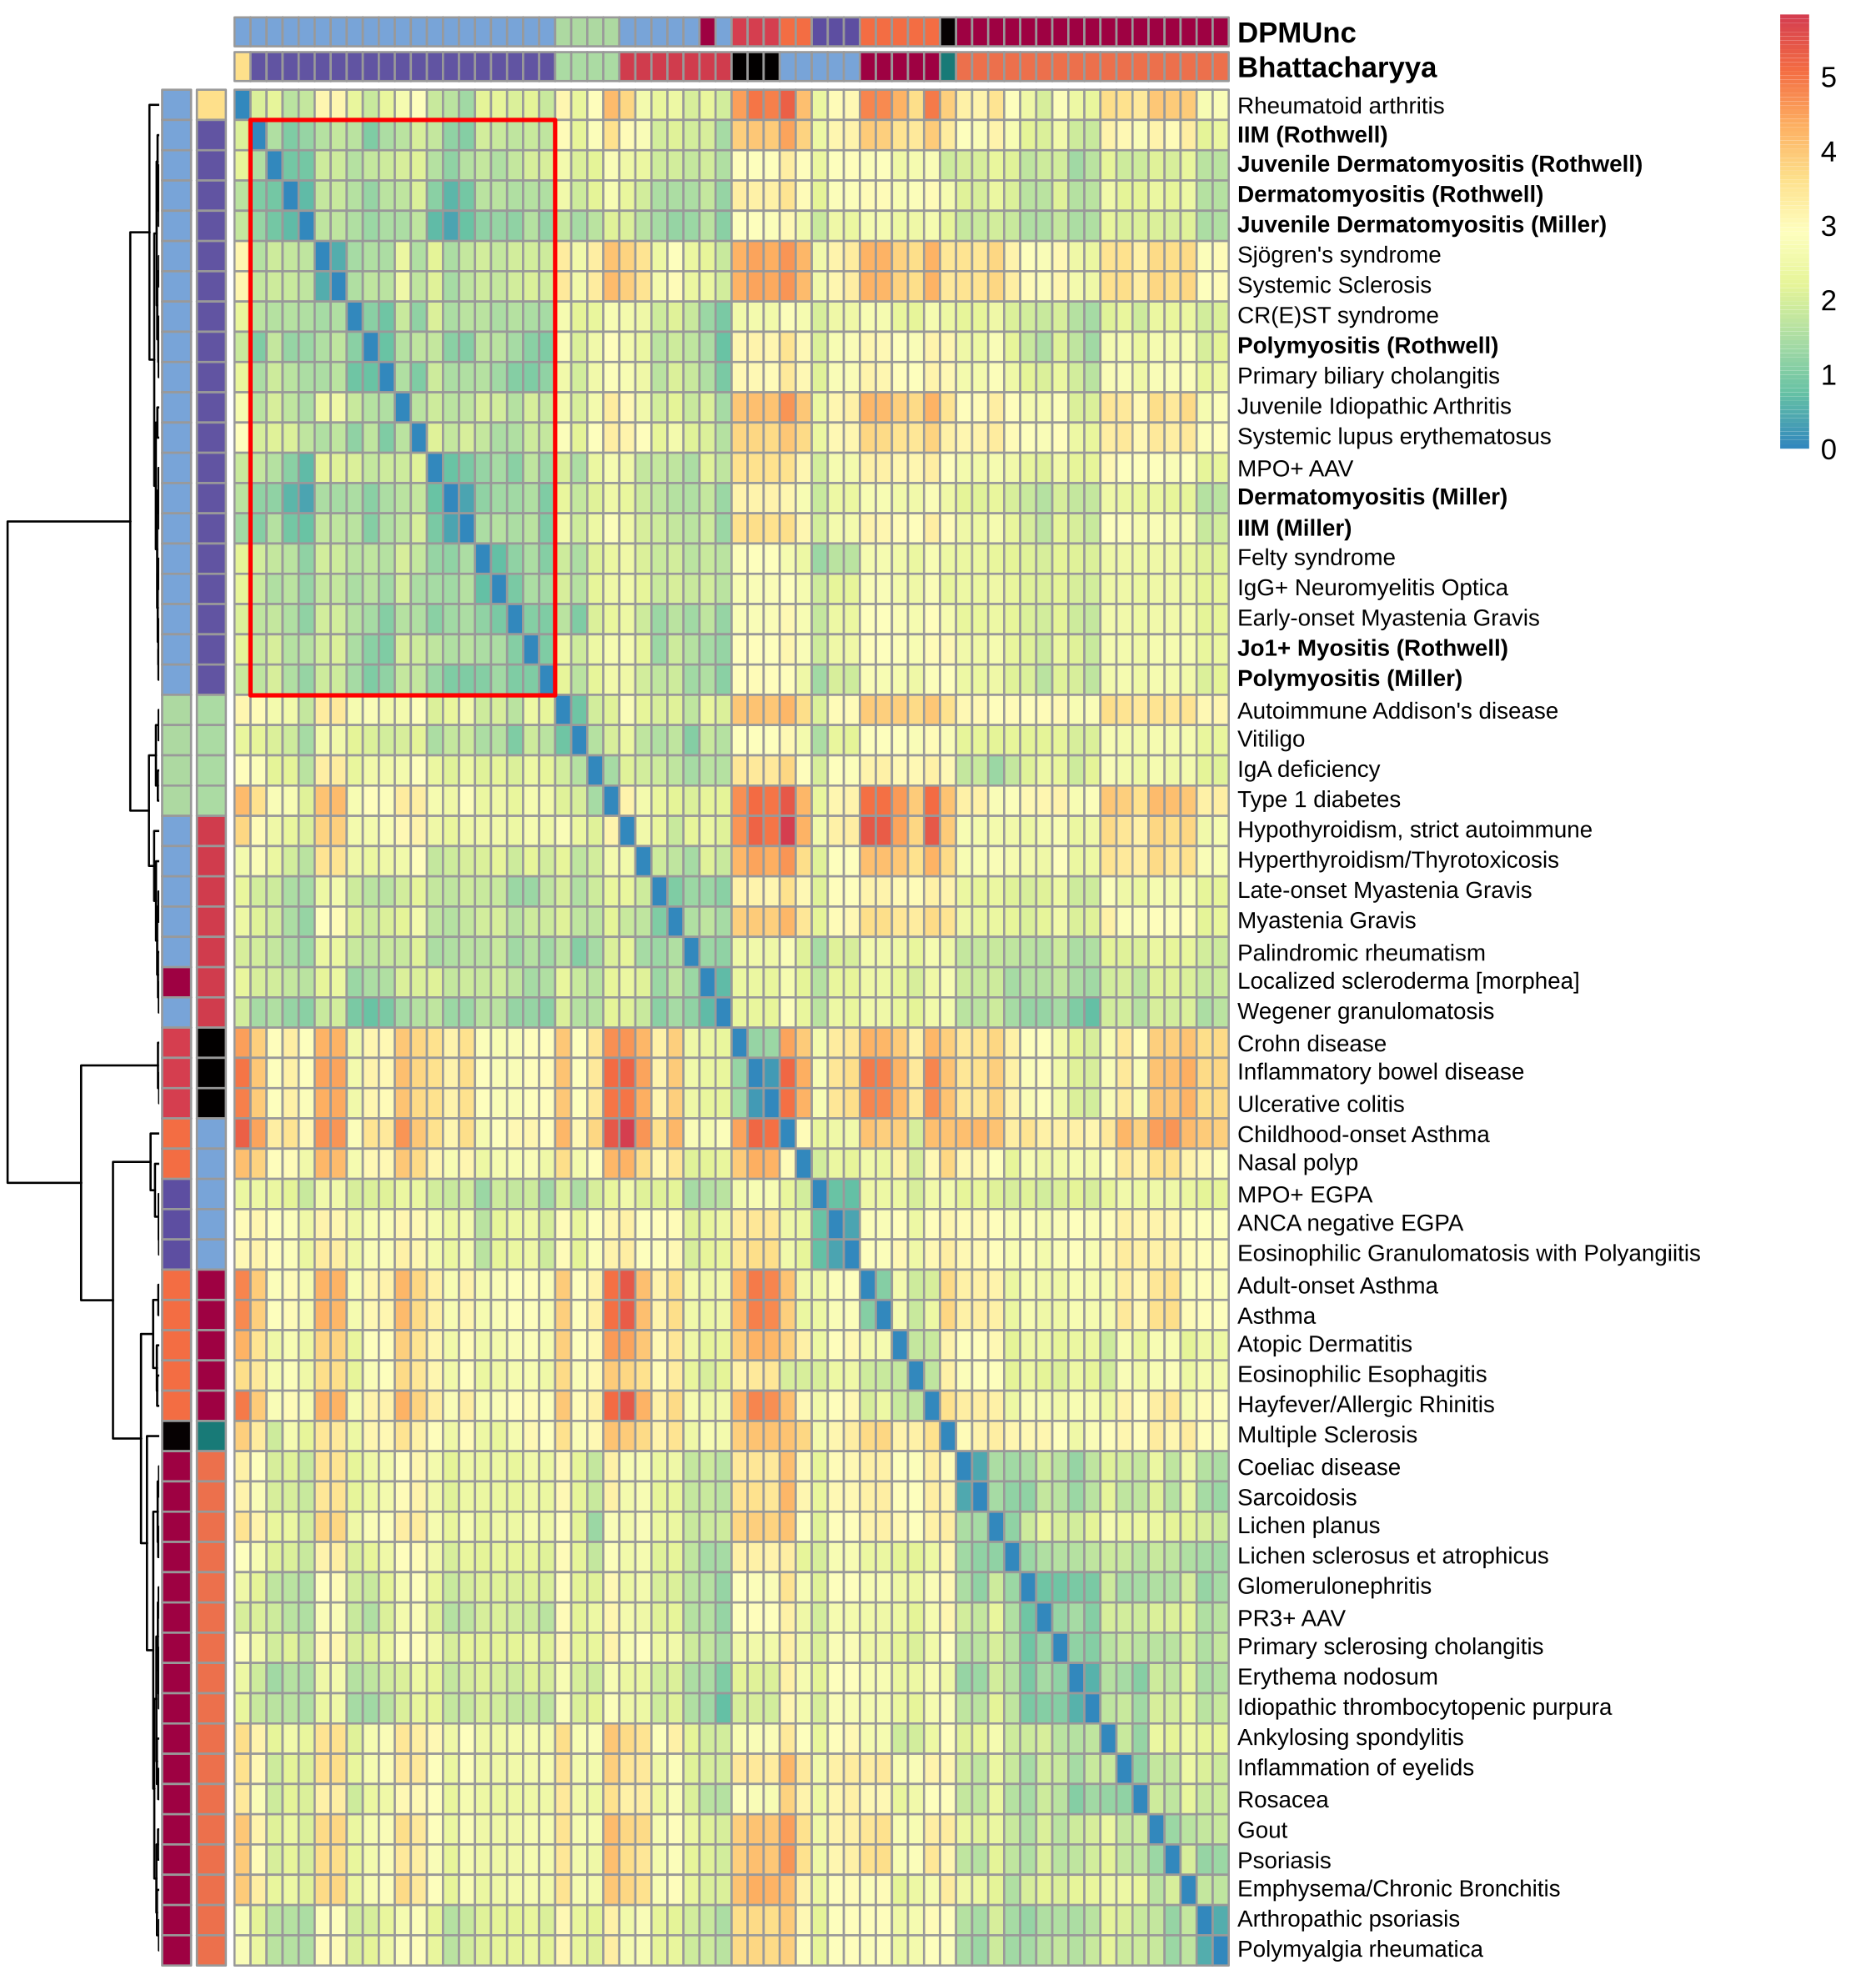 DPMUnc
Bhattacharyya
Rheumatoid arthritis
IIM (Rothwell)
Juvenile Dermatomyositis (Rothwell)
Dermatomyositis (Rothwell)
Juvenile Dermatomyositis (Miller)
Sjögren's syndrome
Systemic Sclerosis
CR(E)ST syndrome
Polymyositis (Rothwell)
Primary biliary cholangitis
Juvenile Idiopathic Arthritis
Systemic lupus erythematosus
MPO+ AAV
Dermatomyositis (Miller)
IIM (Miller)
Felty syndrome
IgG+ Neuromyelitis Optica
Early-onset Myastenia Gravis
Jo1+ Myositis (Rothwell)
Polymyositis (Miller)
Autoimmune Addison's disease
Vitiligo
IgA deficiency
Type 1 diabetes
Hypothyroidism, strict autoimmune
Hyperthyroidism/Thyrotoxicosis
Late-onset Myastenia Gravis
Myastenia Gravis
Palindromic rheumatism
Localized scleroderma [morphea]
Wegener granulomatosis
Crohn disease
Inflammatory bowel disease
Ulcerative colitis
Childhood-onset Asthma
Nasal polyp
MPO+ EGPA
ANCA negative EGPA
Eosinophilic Granulomatosis with Polyangiitis
Adult-onset Asthma
Asthma
Atopic Dermatitis
Eosinophilic Esophagitis
Hayfever/Allergic Rhinitis
Multiple Sclerosis
Coeliac disease
Sarcoidosis
Lichen planus
Lichen sclerosus et atrophicus
Glomerulonephritis
PR3+ AAV
Primary sclerosing cholangitis
Erythema nodosum
Idiopathic thrombocytopenic purpura
Ankylosing spondylitis
Inflammation of eyelids
Rosacea
Gout
Psoriasis
Emphysema/Chronic Bronchitis
Arthropathic psoriasis
Polymyalgia rheumatica
5
4
3
2
1
0